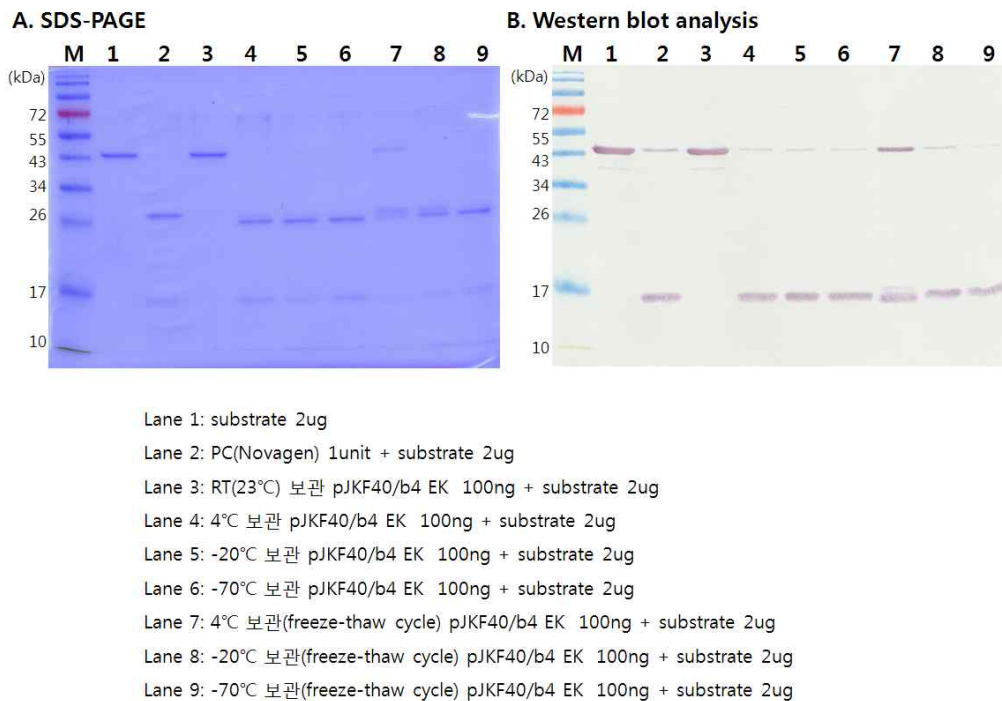 A. SDS-PAGE
B. Western blot analysis
M 1 2 3 4 5 6 7 8 9
M 1 2 3 4 5 6 7 8 9
(kDa)
72
55
43
34
26
17
10
(kDa)
72
55
43
34
26
17
10
Lane 1: substrate 2ug
Lane 2: PC(Novagen) 1unit + substrate 2ug
Lane 3: RT(23℃) 보관 pJKF40/b4 EK 100ng + substrate 2ug
Lane 4: 4℃ 보관 pJKF40/b4 EK 100ng + substrate 2ug
Lane 5: -20℃ 보관 pJKF40/b4 EK 100ng + substrate 2ug
Lane 6: -70℃ 보관 pJKF40/b4 EK 100ng + substrate 2ug
Lane 7: 4℃ 보관(freeze-thaw cycle) pJKF40/b4 EK 100ng + substrate 2ug
Lane 8: -20℃ 보관(freeze-thaw cycle) pJKF40/b4 EK 100ng + substrate 2ug
Lane 9: -70℃ 보관(freeze-thaw cycle) pJKF40/b4 EK 100ng + substrate 2ug